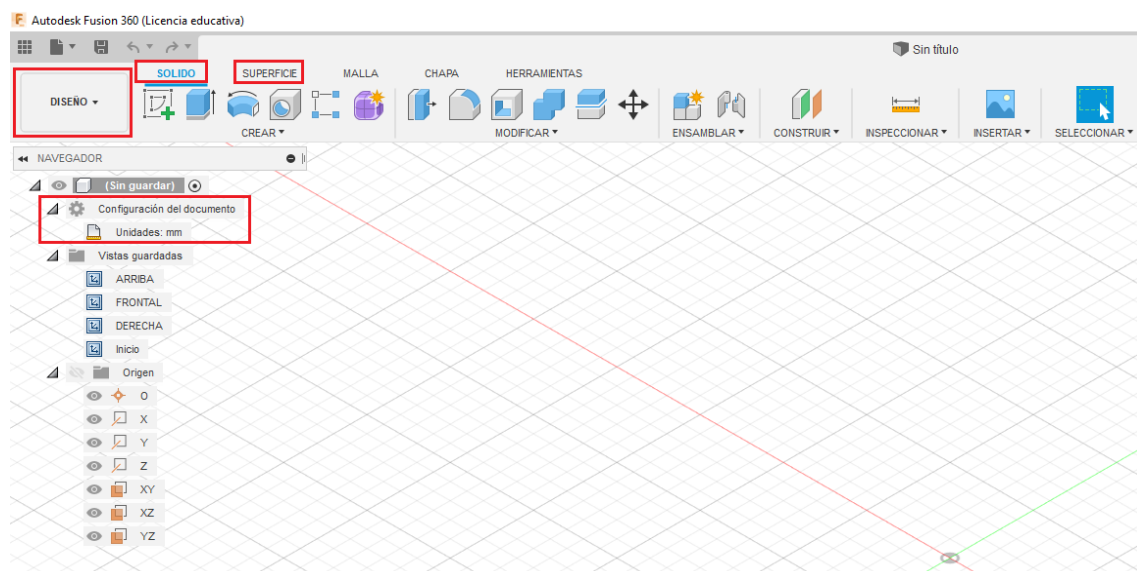 Autodesk Fusion 360 (Licencia educativa)
Sin título
SOLIDO SUPERFICIE MALLA CHAPA HERRAMIENTAS
DISEÑO
CREAR MODIFICAR ENSAMBLAR CONSTRUIR INSPECCIONAR INSERTAR SELECCIONAR
NAVEGADOR
(Sin guardar)
Configuración del documento
Unidades: mm
Vistas guardadas
ARRIBA
FRONTAL
DERECHA
Inicio
Origen
O
X
Y
Z
XY
XZ
YZ